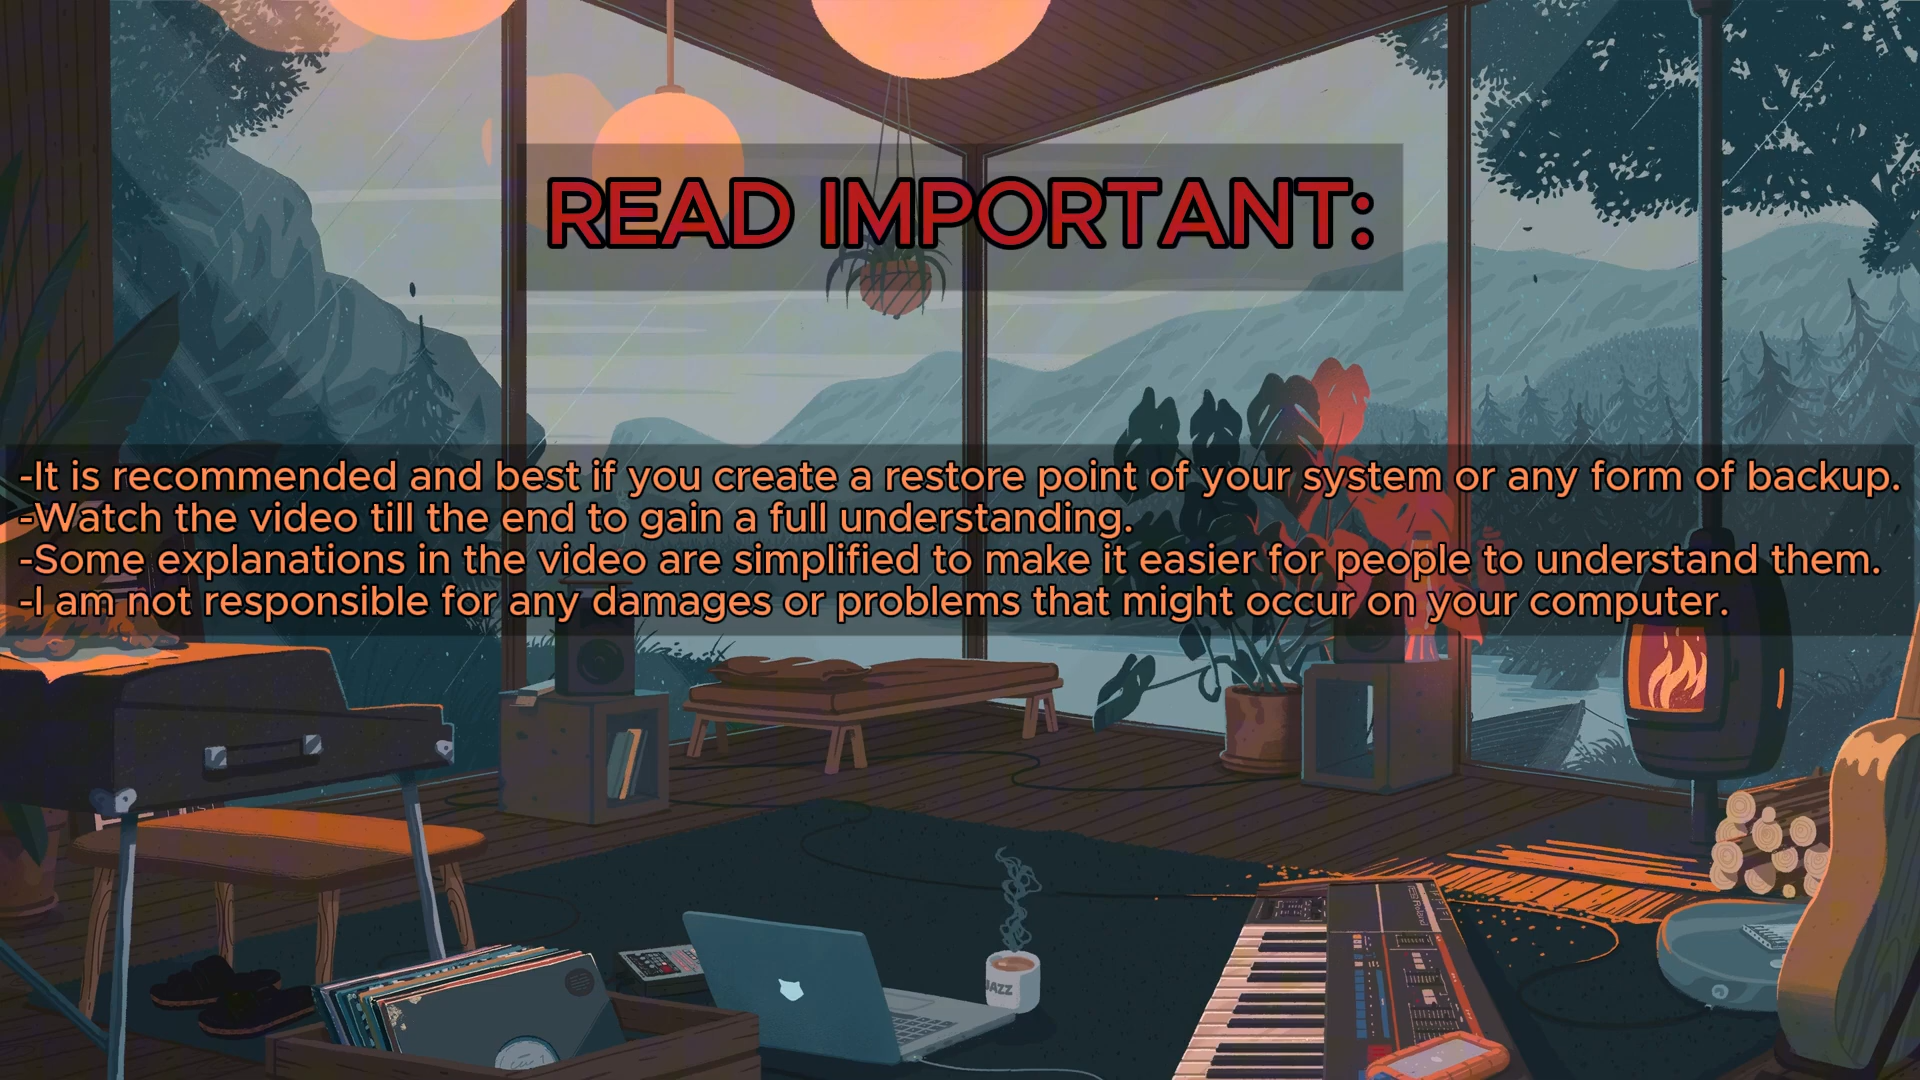 READ IMPORTANT:
-It is recommended and best if you create a restore point of your system or any form of backup.
-Watch the video till the end to gain a full understanding.
-Some explanations in the video are simplified to make it easier for people to understand them.
-I am not responsible for any damages or problems that might occur on your computer.
JAZZ
Roland